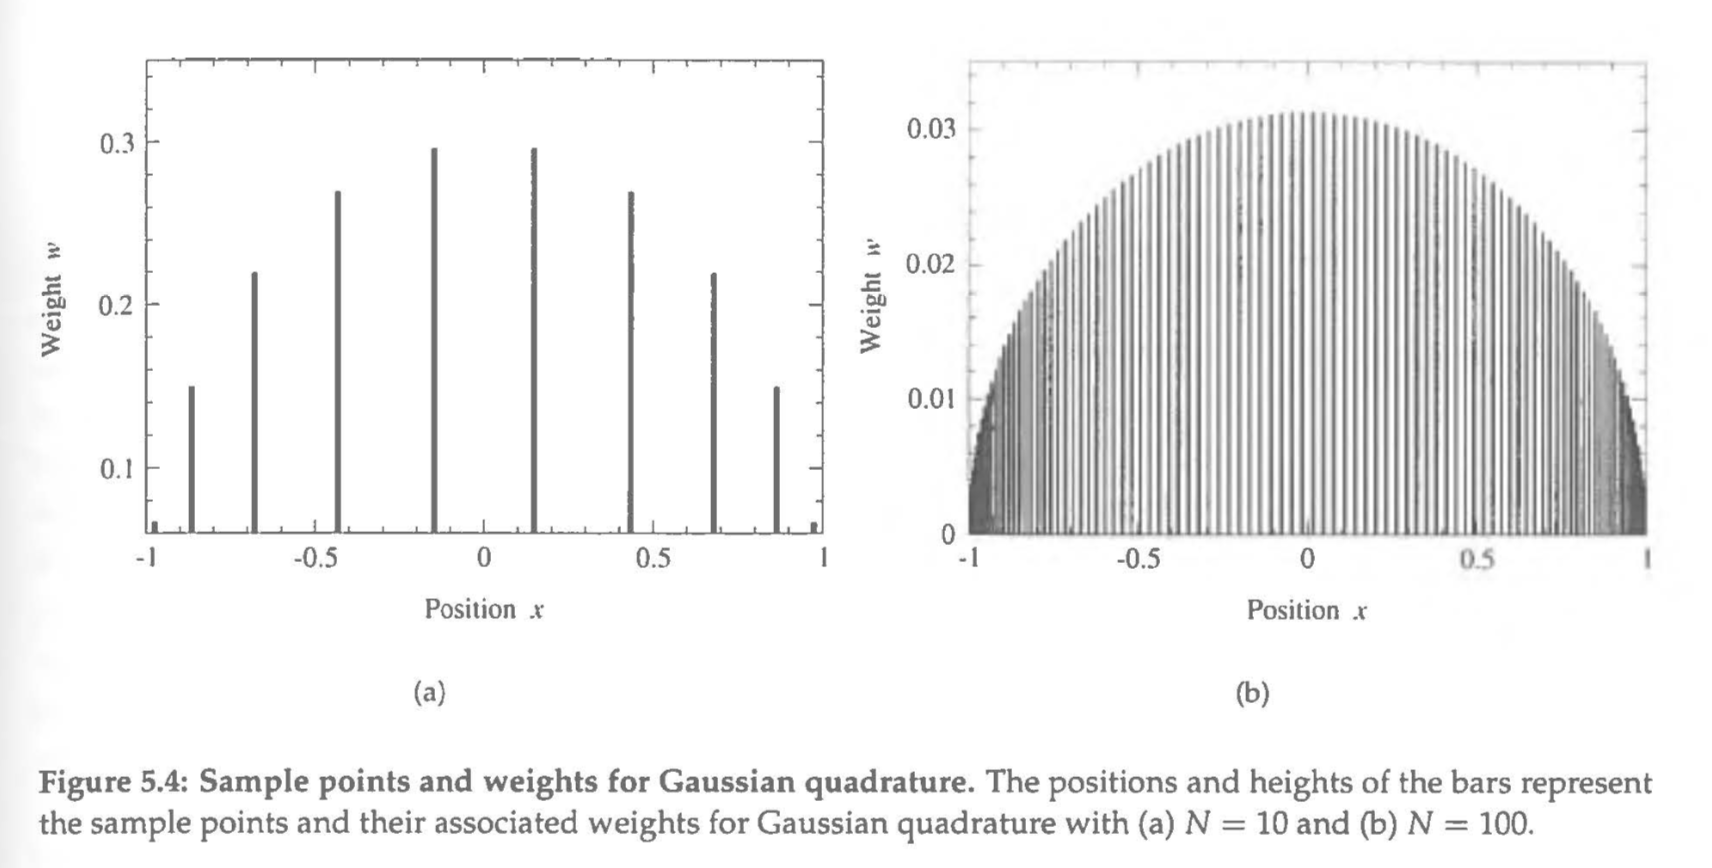 0.3
0.2
0.1
Weight w
-1 -0.5 0 0.5 1
Position x
(a)
0.03
0.02
0.01
0
Weight w
-1 -0.5 0 0.5 1
Position x
(b)
Figure 5.4: Sample points and weights for Gaussian quadrature. The positions and heights of the bars represent
the sample points and their associated weights for Gaussian quadrature with (a) N = 10 and (b) N = 100.